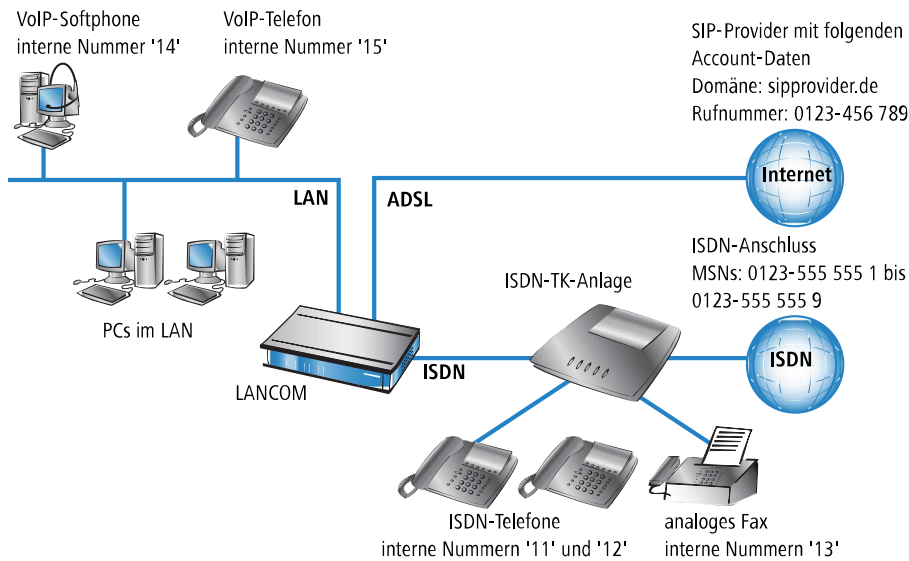 VoIP-Softphone
interne Nummer '14'
VoIP-Telefon
interne Nummer '15'
SIP-Provider mit folgenden
Account-Daten
Domäne: sipprovider.de
Rufnummer: 0123-456 789
LAN
ADSL
Internet
PCs im LAN
ISDN-TK-Anlage
ISDN-Anschluss
MSNs: 0123-555 555 1 bis
0123-555 555 9
LANCOM
ISDN
ISDN
ISDN-Telefone
interne Nummern '11' und '12'
analoges Fax
interne Nummern '13'